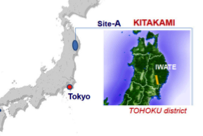 Site-A KITAKAMI
IWATE
Tokyo
TOHOKU district